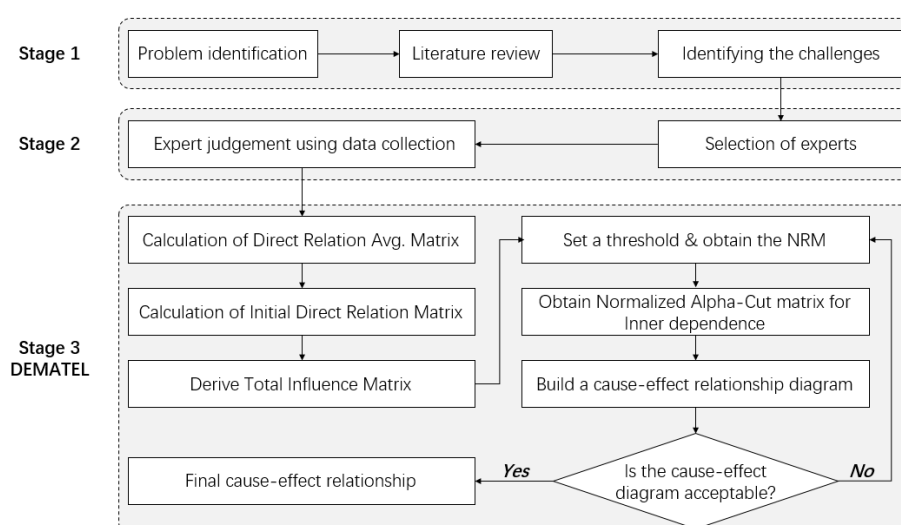 Stage 1
Problem identification
Literature review
Identifying the challenges
Stage 2
Expert judgement using data collection
Selection of experts
Stage 3
DEMATEL
Calculation of Direct Relation Avg. Matrix
Calculation of Initial Direct Relation Matrix
Derive Total Influence Matrix
Set a threshold & obtain the NRM
Obtain Normalized Alpha-Cut matrix for
Inner dependence
Build a cause-effect relationship diagram
Is the cause-effect
diagram acceptable?
No
Yes
Final cause-effect relationship